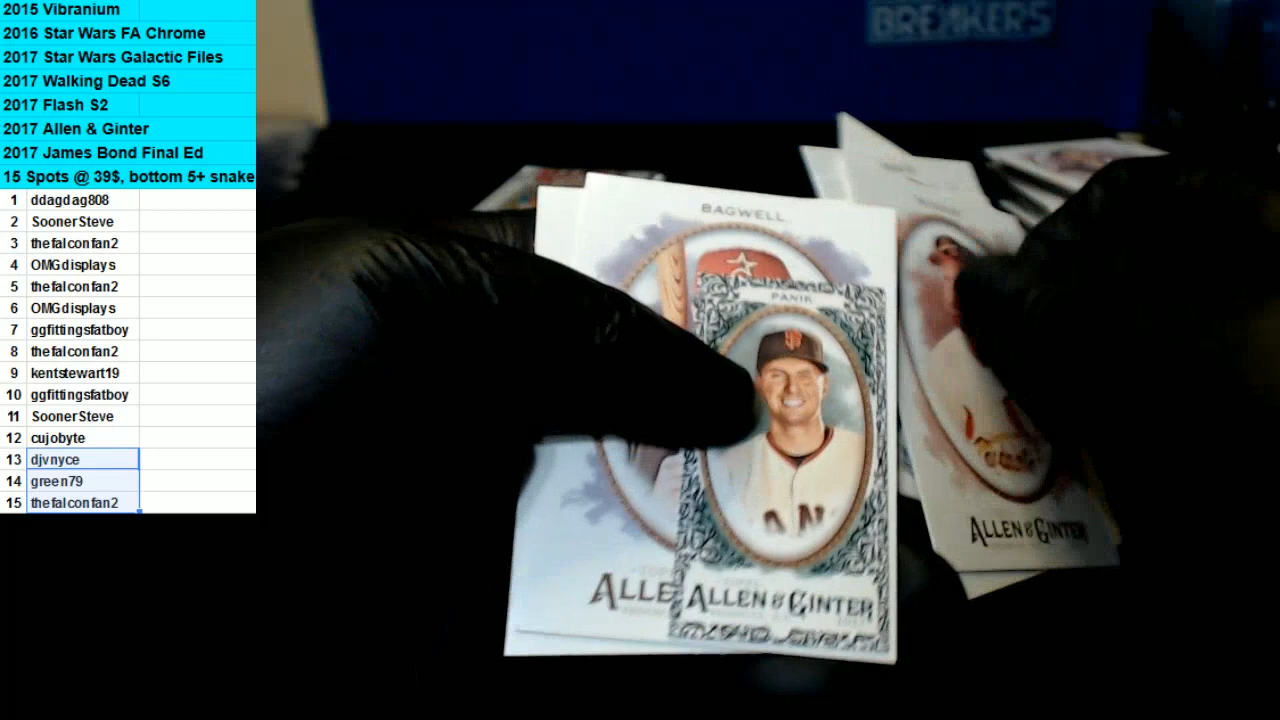 2015 Vibranium
2016 Star Wars FA Chrome
2017 Star Wars Galactic Files
2017 Walking Dead S6
2017 Flash S2
2017 Allen & Ginter
2017 James Bond Final Ed
15 Spots @ 39$, bottom 5+ snake
1 ddagdag808
2 SoonerSteve
3 thefalconfan2
4 OMGdisplays
5 thefalconfan2
6 OMGdisplays
7 ggfittingsfatboy
8 thefalconfan2
9 kentstewart19
10 ggfittingsfatboy
11 SoonerSteve
12 cujobyte
13 djvnyce
14 green79
15 thefalconfan2
BREAKERS
BAGWELL
PANIK
ALLE
TOPPS
ALLEN & GINTER
ALLEN & GINTER